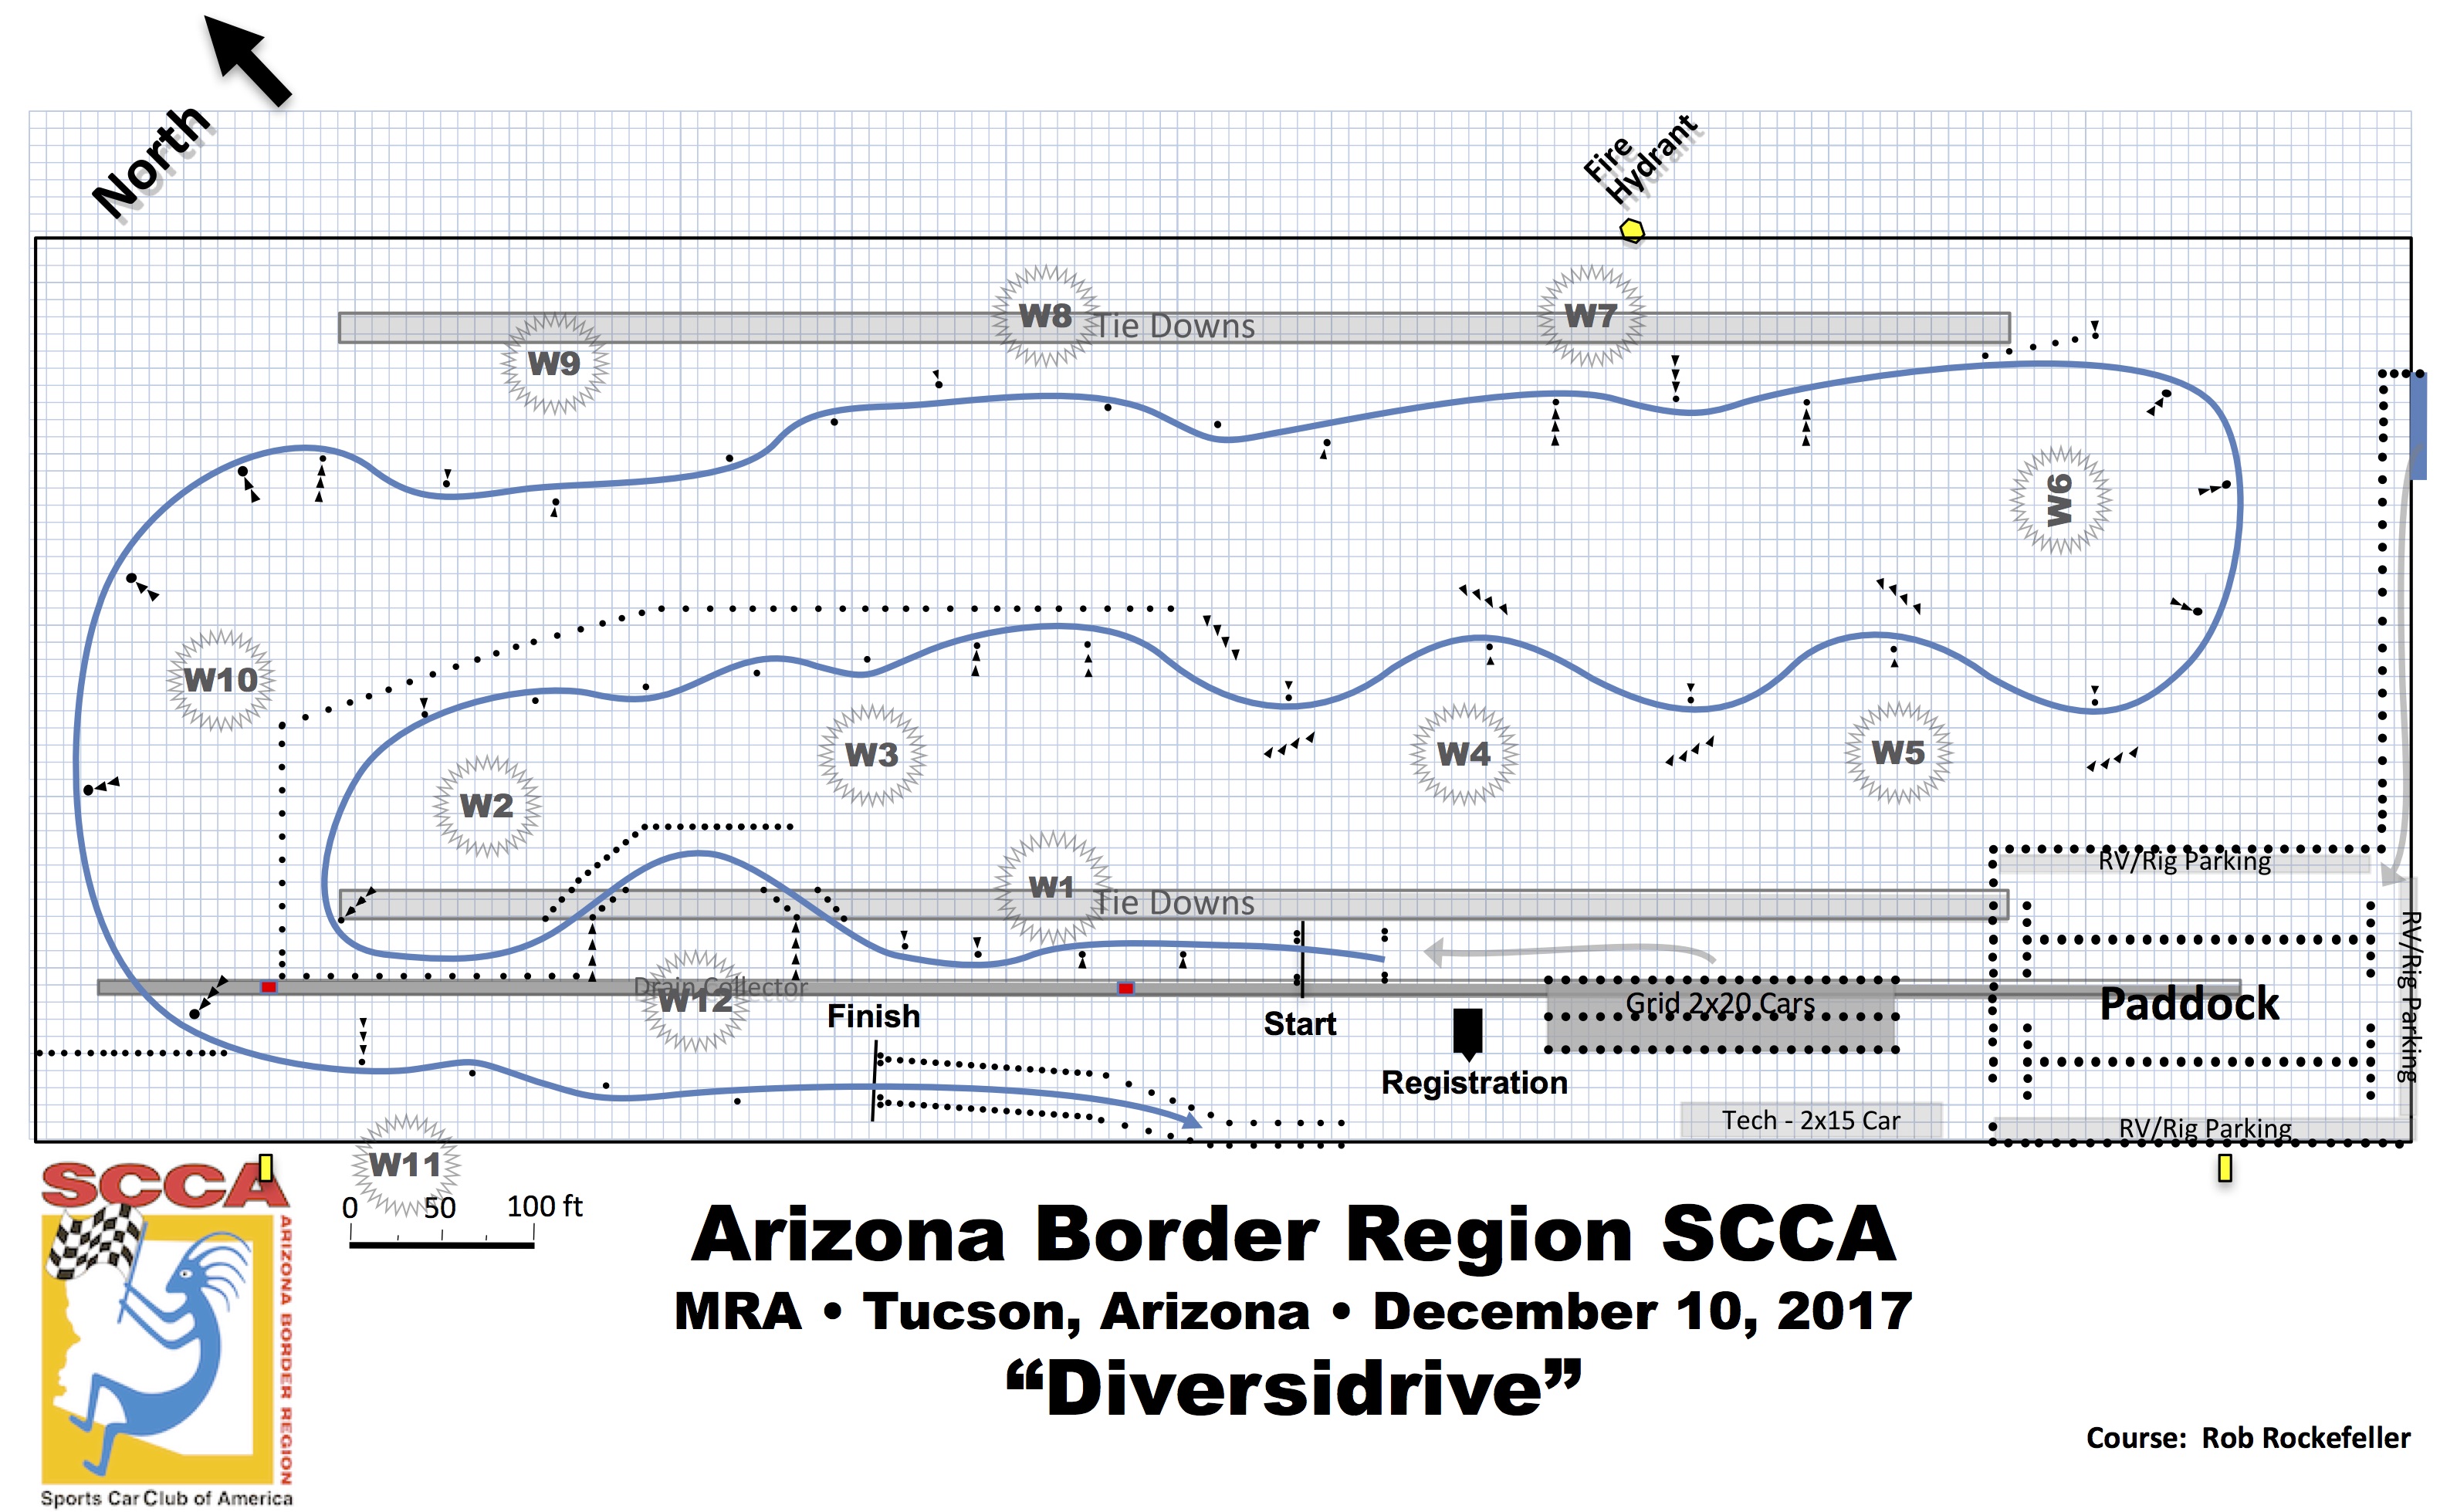 North
Fire
Hydrant
W8
W7
Tie Downs
W9
W6
W10
W3
W4
W5
W2
RV/Rig Parking
W1
Tie Downs
RV/Rig Parking
Drain Collector
W12
Finish
Start
Grid 2x20 Cars
Paddock
Registration
Tech - 2x15 Car
RV/Rig Parking
W11
0 50 100 ft
SCCA
ARIZONA BORDER REGION
Sports Car Club of America
Arizona Border Region SCCA
MRA • Tucson, Arizona • December 10, 2017
“Diversidrive”
Course: Rob Rockefeller